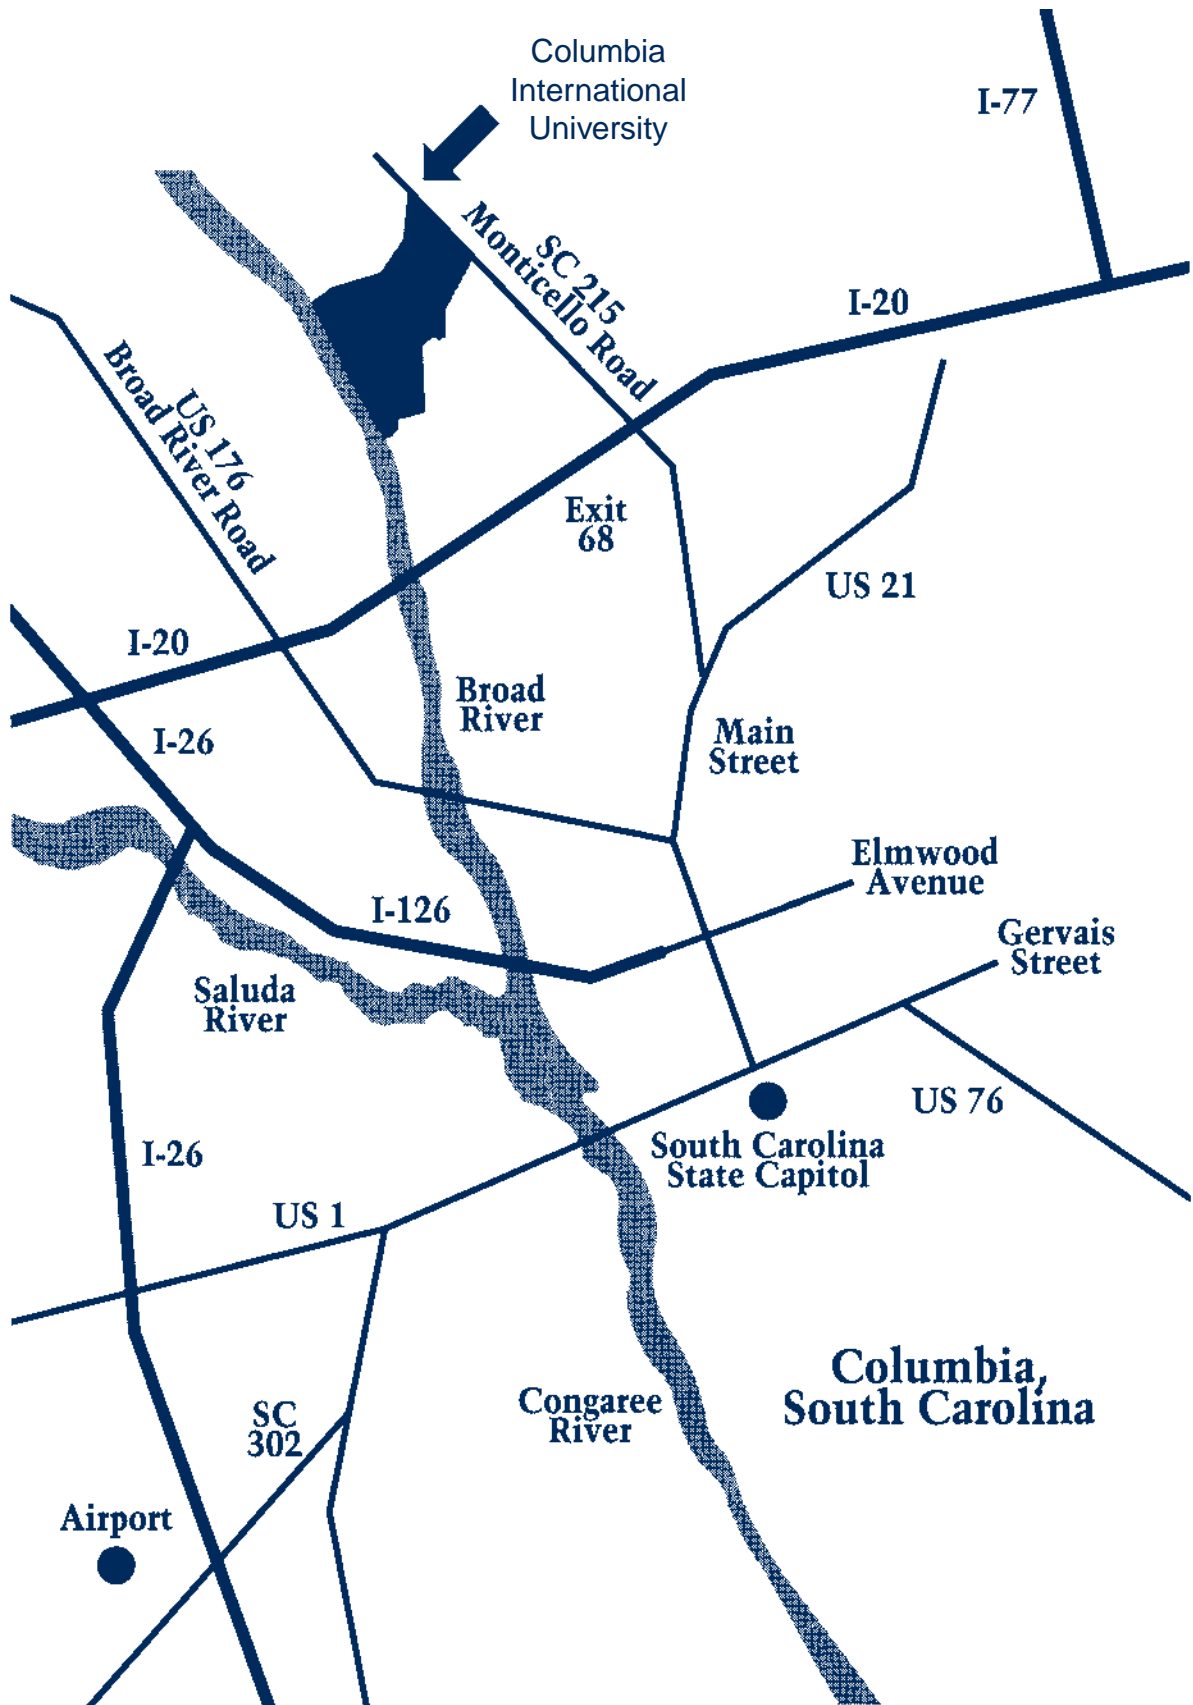 Columbia
International
University
I-77
SC 215
Monticello Road
I-20
US 176
Broad River Road
Exit
68
US 21
I-20
Broad
River
I-26
Main
Street
Elmwood
Avenue
I-126
Gervais
Street
Saluda
River
US 76
I-26
South Carolina
State Capitol
US 1
Columbia,
South Carolina
Congaree
River
SC
302
Airport